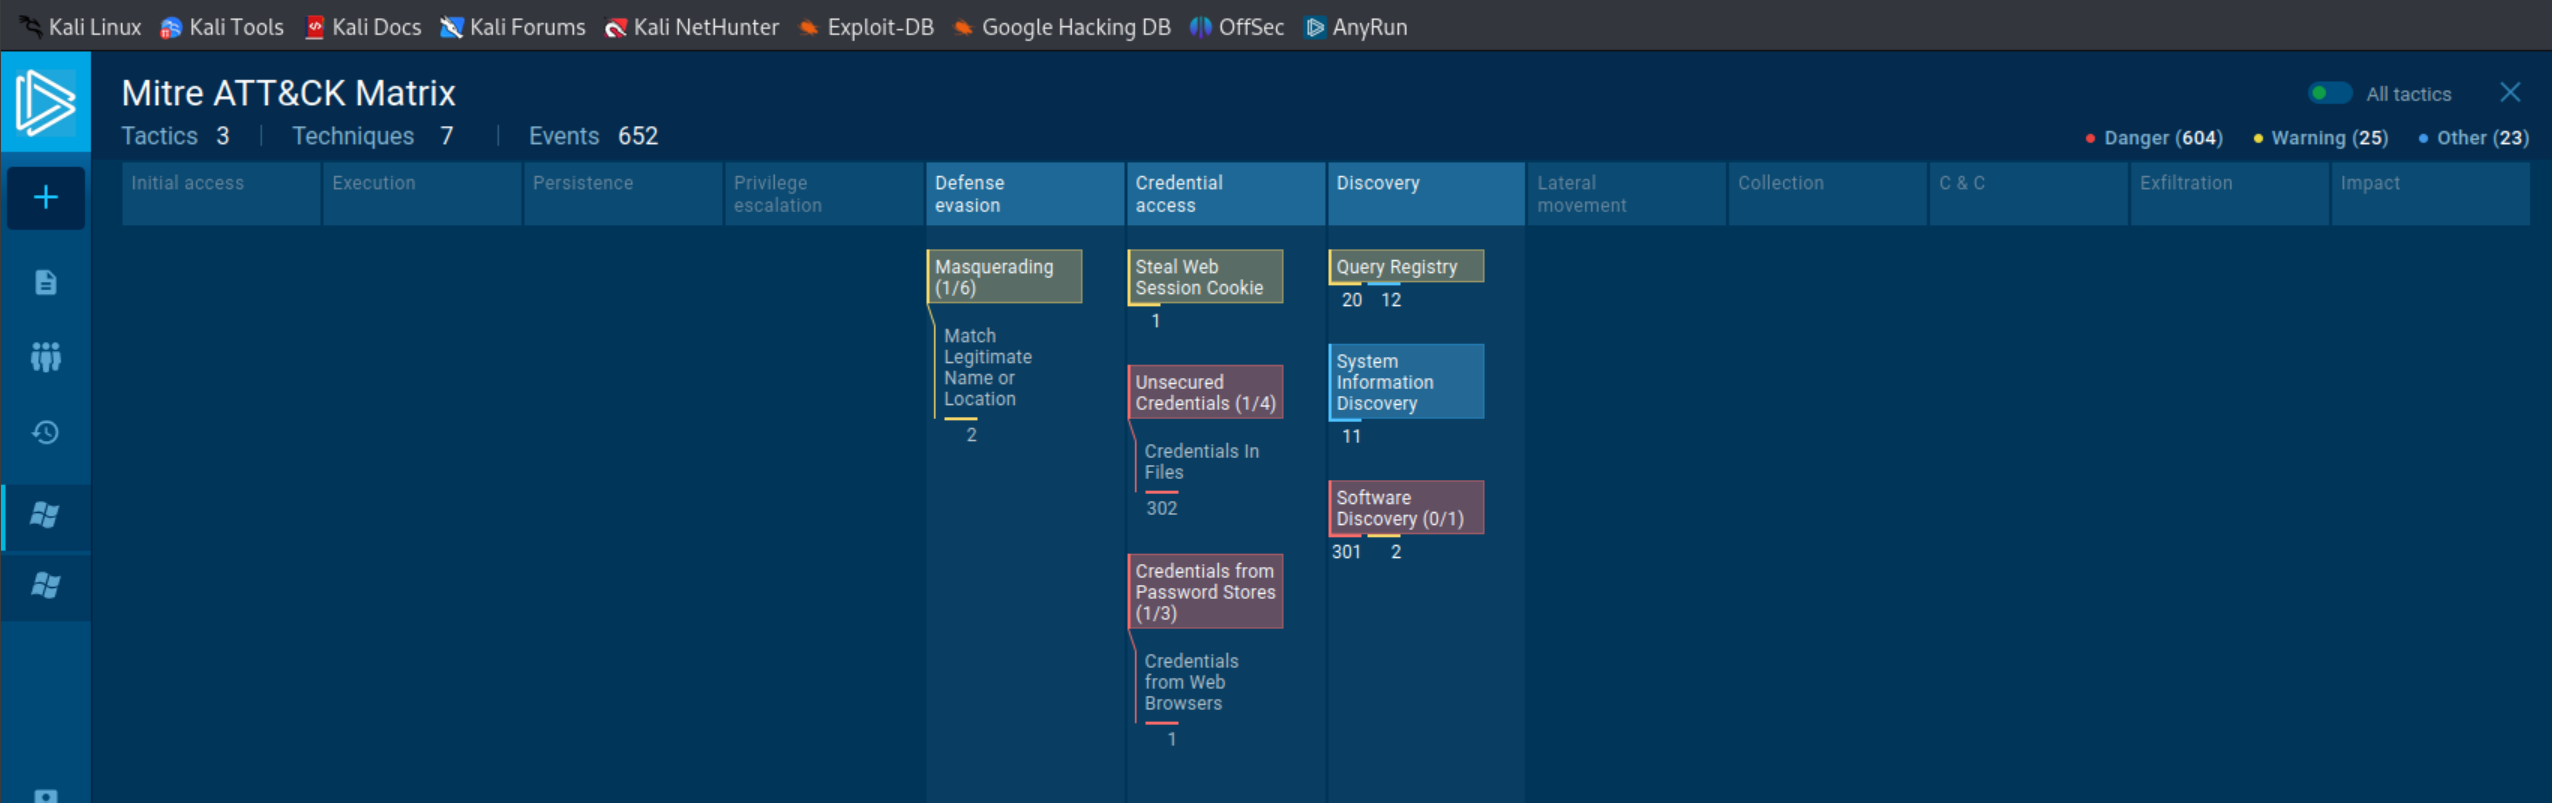 Kali Linux Kali Tools Kali Docs Kali Forums Kali NetHunter Exploit-DB Google Hacking DB OffSec AnyRun
Mitre ATT&CK Matrix
All tactics
Tactics 3 | Techniques 7 | Events 652
Danger (604) Warning (25) Other (23)
Initial access
Execution
Persistence
Privilege
escalation
Defense
evasion
Credential
access
Discovery
Lateral
movement
Collection
C & C
Exfiltration
Impact
Masquerading
(1/6)
Match
Legitimate
Name or
Location
2
Steal Web
Session Cookie
1
Unsecured
Credentials (1/4)
Credentials In
Files
302
Credentials from
Password Stores
(1/3)
Credentials
from Web
Browsers
1
Query Registry
20 12
System
Information
Discovery
11
Software
Discovery (0/1)
301 2